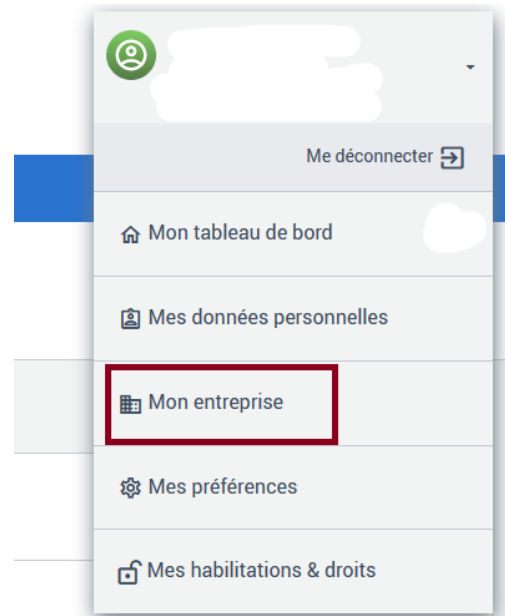 Me déconnecter
Mon tableau de bord
Mes données personnelles
Mon entreprise
Mes préférences
Mes habilitations & droits